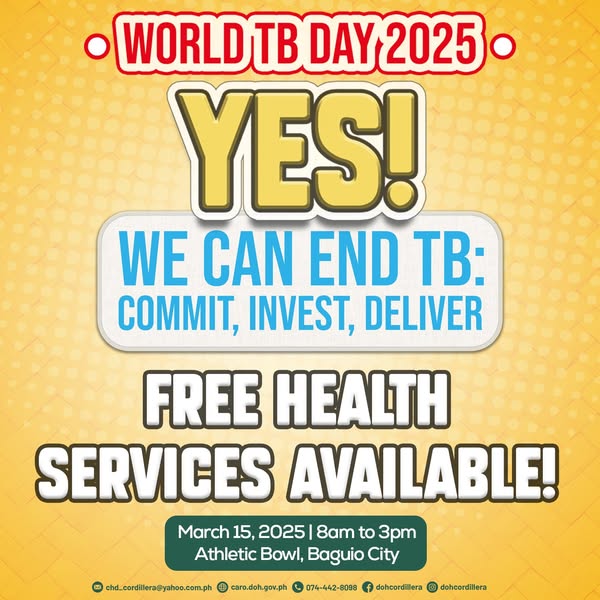 WORLD TB DAY 2025
YES!
WE CAN END TB:
COMMIT, INVEST, DELIVER
FREE HEALTH
SERVICES AVAILABLE!
March 15, 2025 | 8am to 3pm
Athletic Bowl, Baguio City
chd_cordillera@yahoo.com.ph caro.doh.gov.ph 074-442-8098 dohcordillera dohcordillera